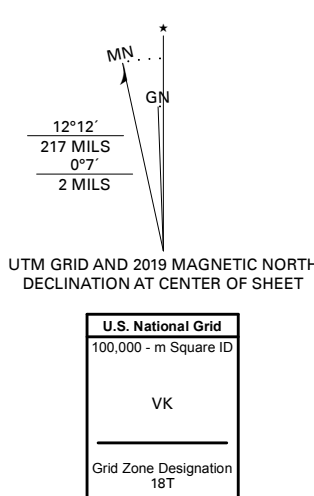 MN
GN
12°12´
217 MILS
0°7´
2 MILS
UTM GRID AND 2019 MAGNETIC NORTH
DECLINATION AT CENTER OF SHEET
U.S. National Grid
100,000 - m Square ID
VK
Grid Zone Designation
18T